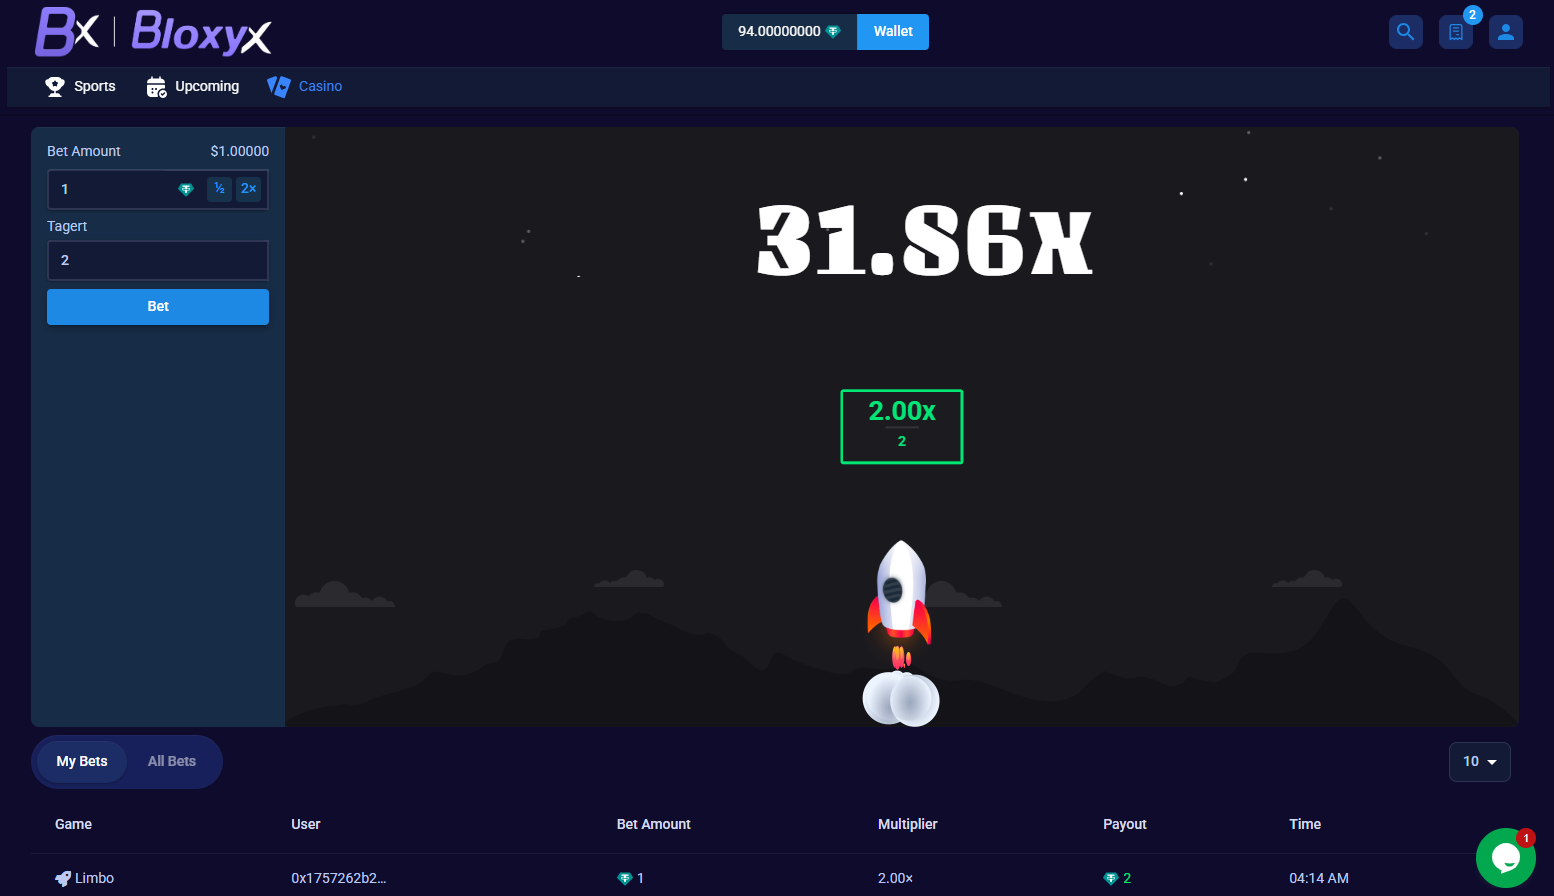 Bx | Bloxyx
94.00000000 Wallet
2
Sports Upcoming Casino
Bet Amount $1.00000
1 ½ 2×
Tagert
2
Bet
31.86x
2.00x
2
My Bets All Bets
10
Game User Bet Amount Multiplier Payout Time
Limbo 0x1757262b2... 1 2.00× 2 04:14 AM
1